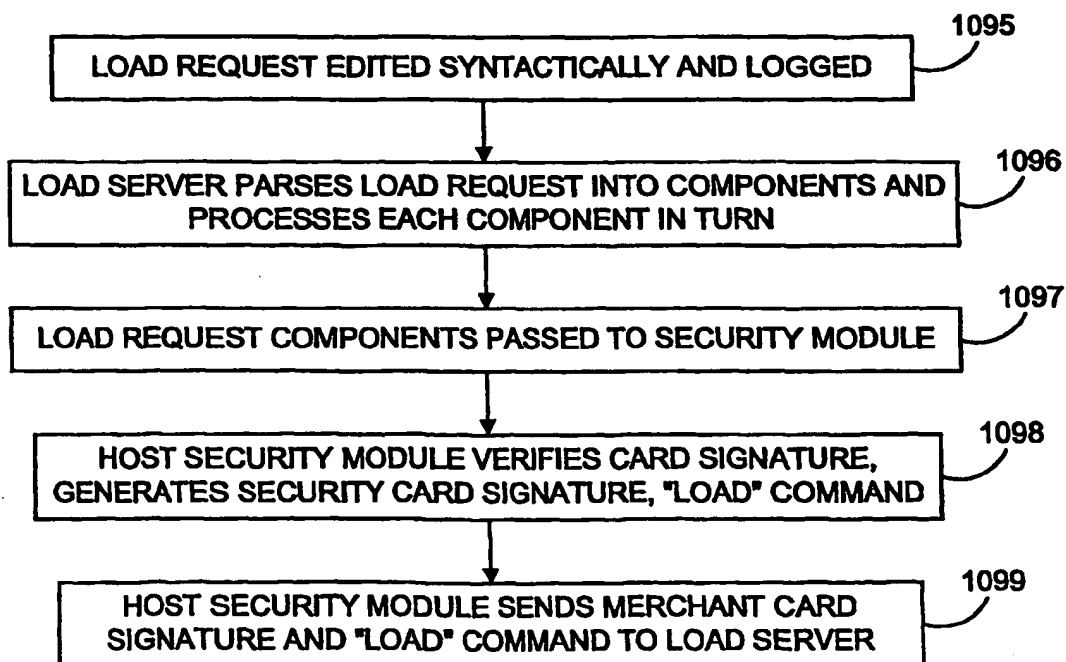 1095
LOAD REQUEST EDITED SYNTACTICALLY AND LOGGED
1096
LOAD SERVER PARSES LOAD REQUEST INTO COMPONENTS AND
PROCESSES EACH COMPONENT IN TURN
1097
LOAD REQUEST COMPONENTS PASSED TO SECURITY MODULE
1098
HOST SECURITY MODULE VERIFIES CARD SIGNATURE,
GENERATES SECURITY CARD SIGNATURE, "LOAD" COMMAND
1099
HOST SECURITY MODULE SENDS MERCHANT CARD
SIGNATURE AND "LOAD" COMMAND TO LOAD SERVER